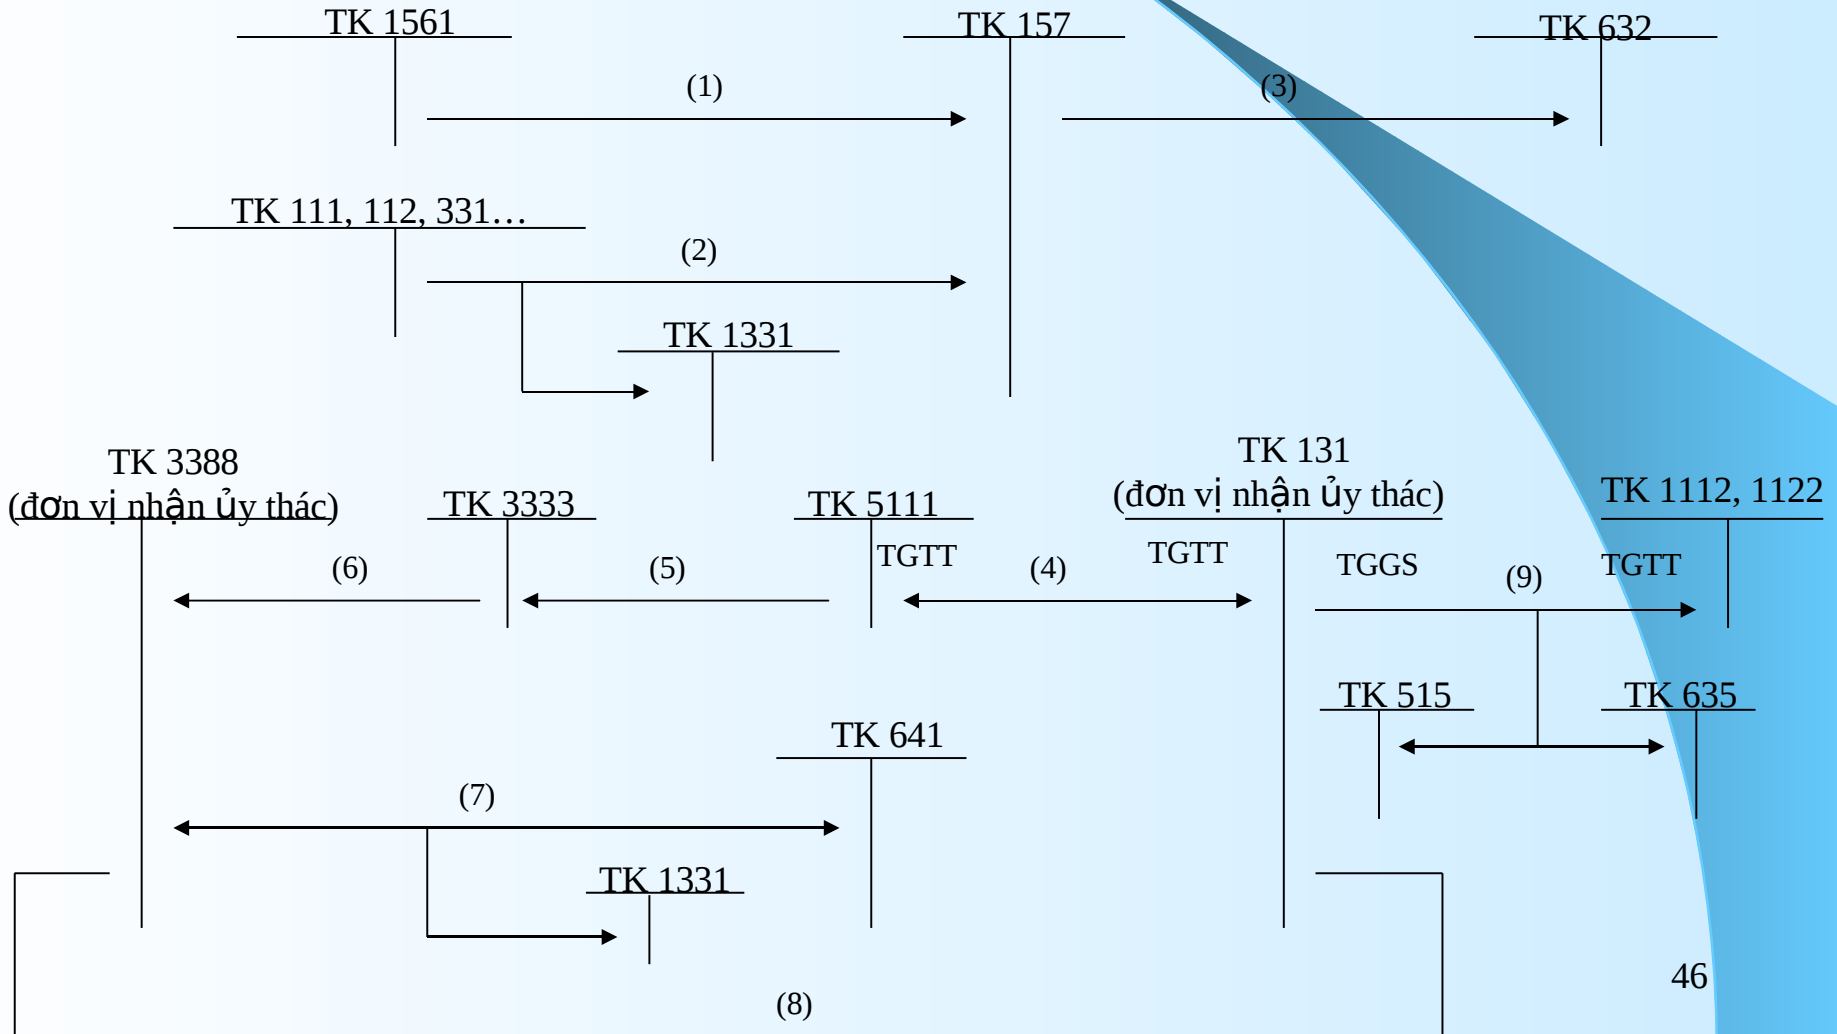 TK 1561
TK 157
TK 632
(1)
(3)
TK 111, 112, 331…
(2)
TK 1331
TK 3388
(đơn vị nhận ủy thác)
TK 3333
TK 5111
TK 131
(đơn vị nhận ủy thác)
TK 1112, 1122
(6)
(5)
TGTT
(4)
TGTT
TGGS
(9)
TGTT
TK 515
TK 635
TK 641
(7)
TK 1331
46
(8)